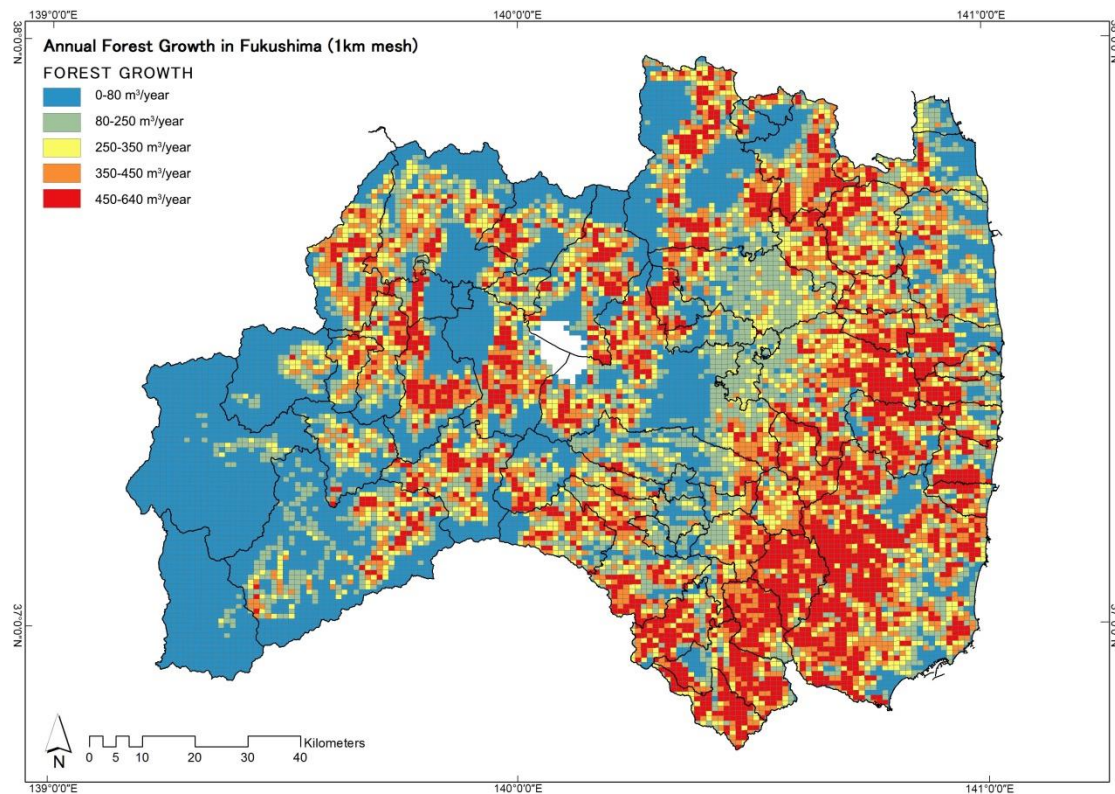 139°0'0"E 140°0'0"E 141°0'0"E
38°0'0"N
Annual Forest Growth in Fukushima (1km mesh)
FOREST GROWTH
0-80 m³/year
80-250 m³/year
250-350 m³/year
350-450 m³/year
450-640 m³/year
37°0'0"N
N
Kilometers
0 5 10 20 30 40
139°0'0"E 140°0'0"E 141°0'0"E